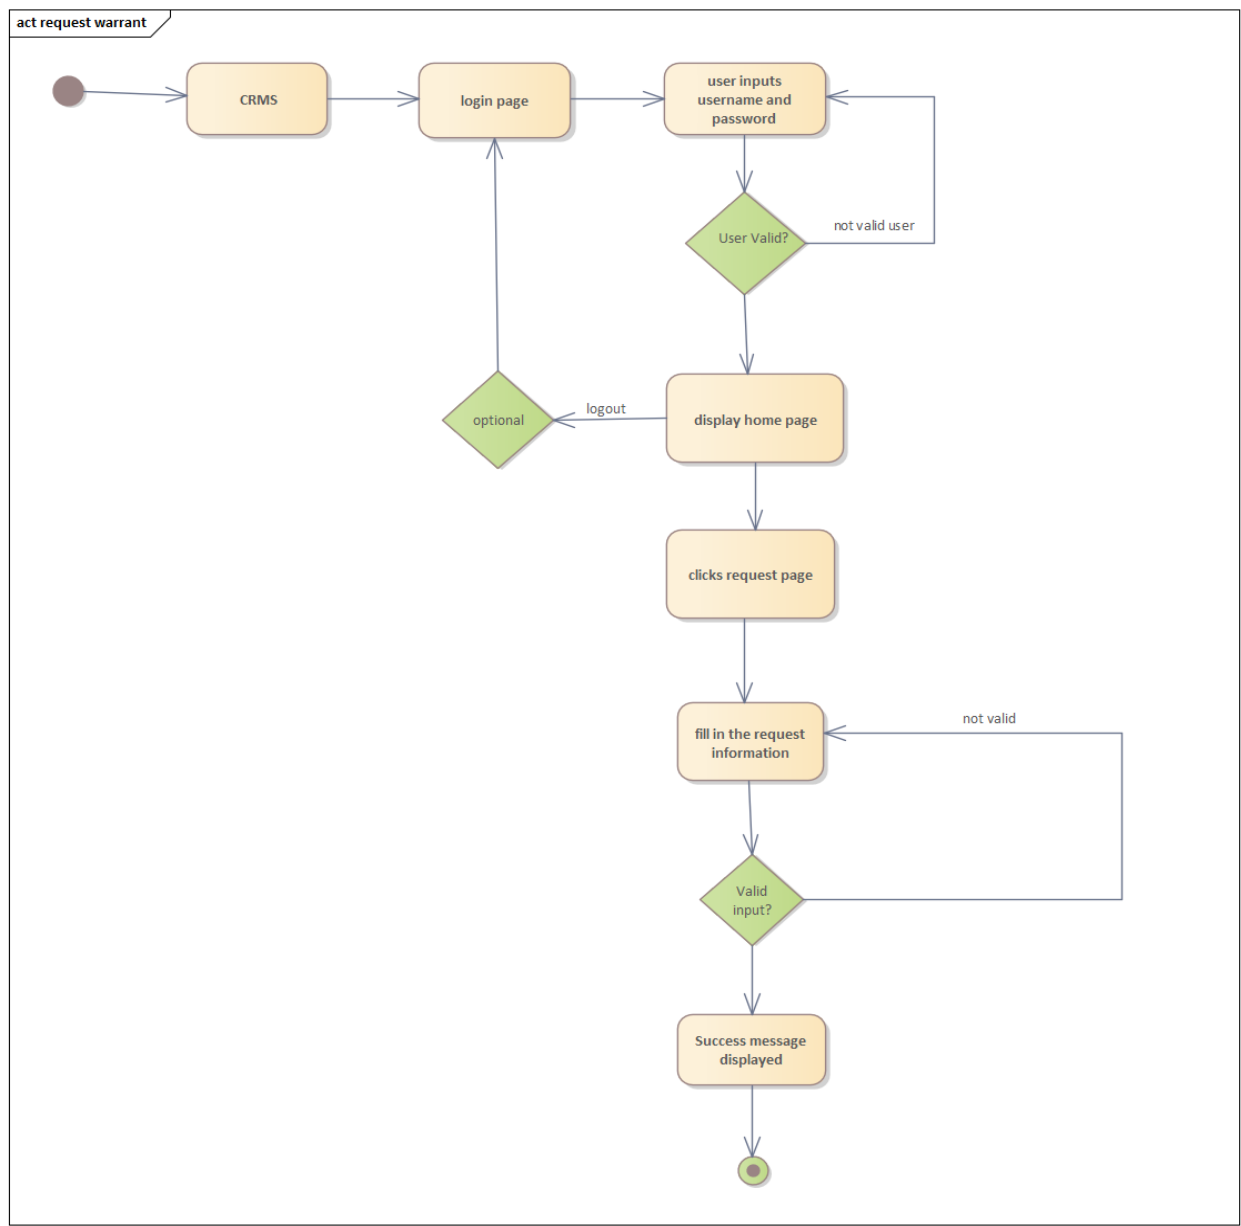 act request warrant
CRMS
login page
user inputs
username and
password
User Valid?
not valid user
optional
logout
display home page
clicks request page
fill in the request
information
not valid
Valid
input?
Success message
displayed